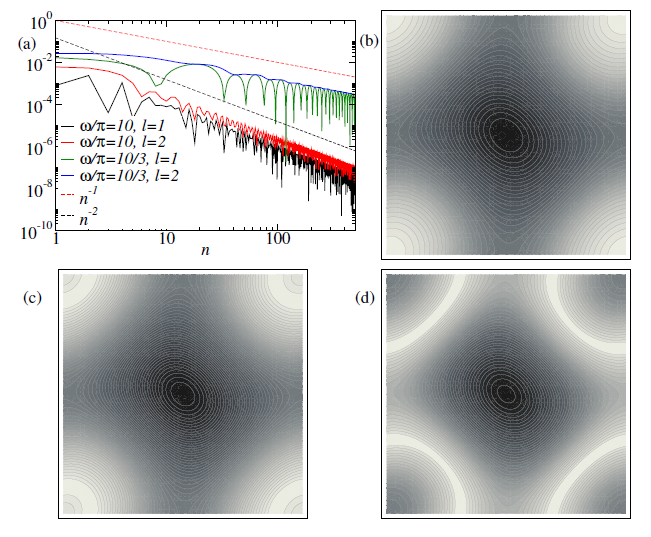 (a)
10^0
10^-2
10^-4
10^-6
10^-8
10^-10
ω/π=10, l=1
ω/π=10, l=2
ω/π=10/3, l=1
ω/π=10/3, l=2
n^-1
n^-2
1 10 100
n
(b)
(c)
(d)